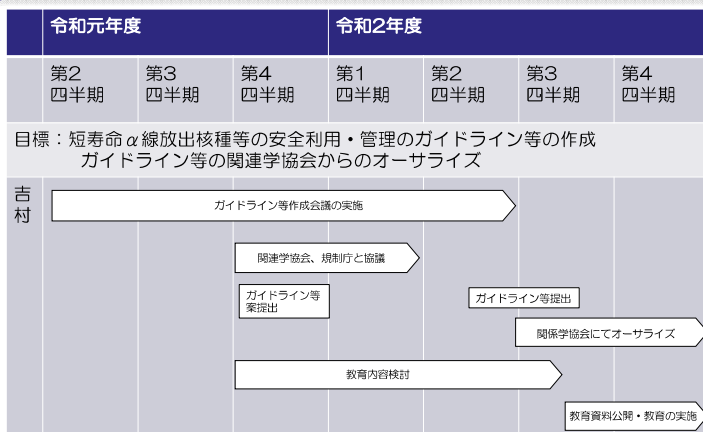 令和元年度 令和2年度
第2 第3 第4 第1 第2 第3 第4
四半期 四半期 四半期 四半期 四半期 四半期 四半期
目標：短寿命α線放出核種等の安全利用・管理のガイドライン等の作成
ガイドライン等の関連学協会からのオーサライズ
吉村
ガイドライン等作成会議の実施
関連学協会、規制庁と協議
ガイドライン等
案提出
ガイドライン等提出
関係学協会にてオーサライズ
教育内容検討
教育資料公開・教育の実施